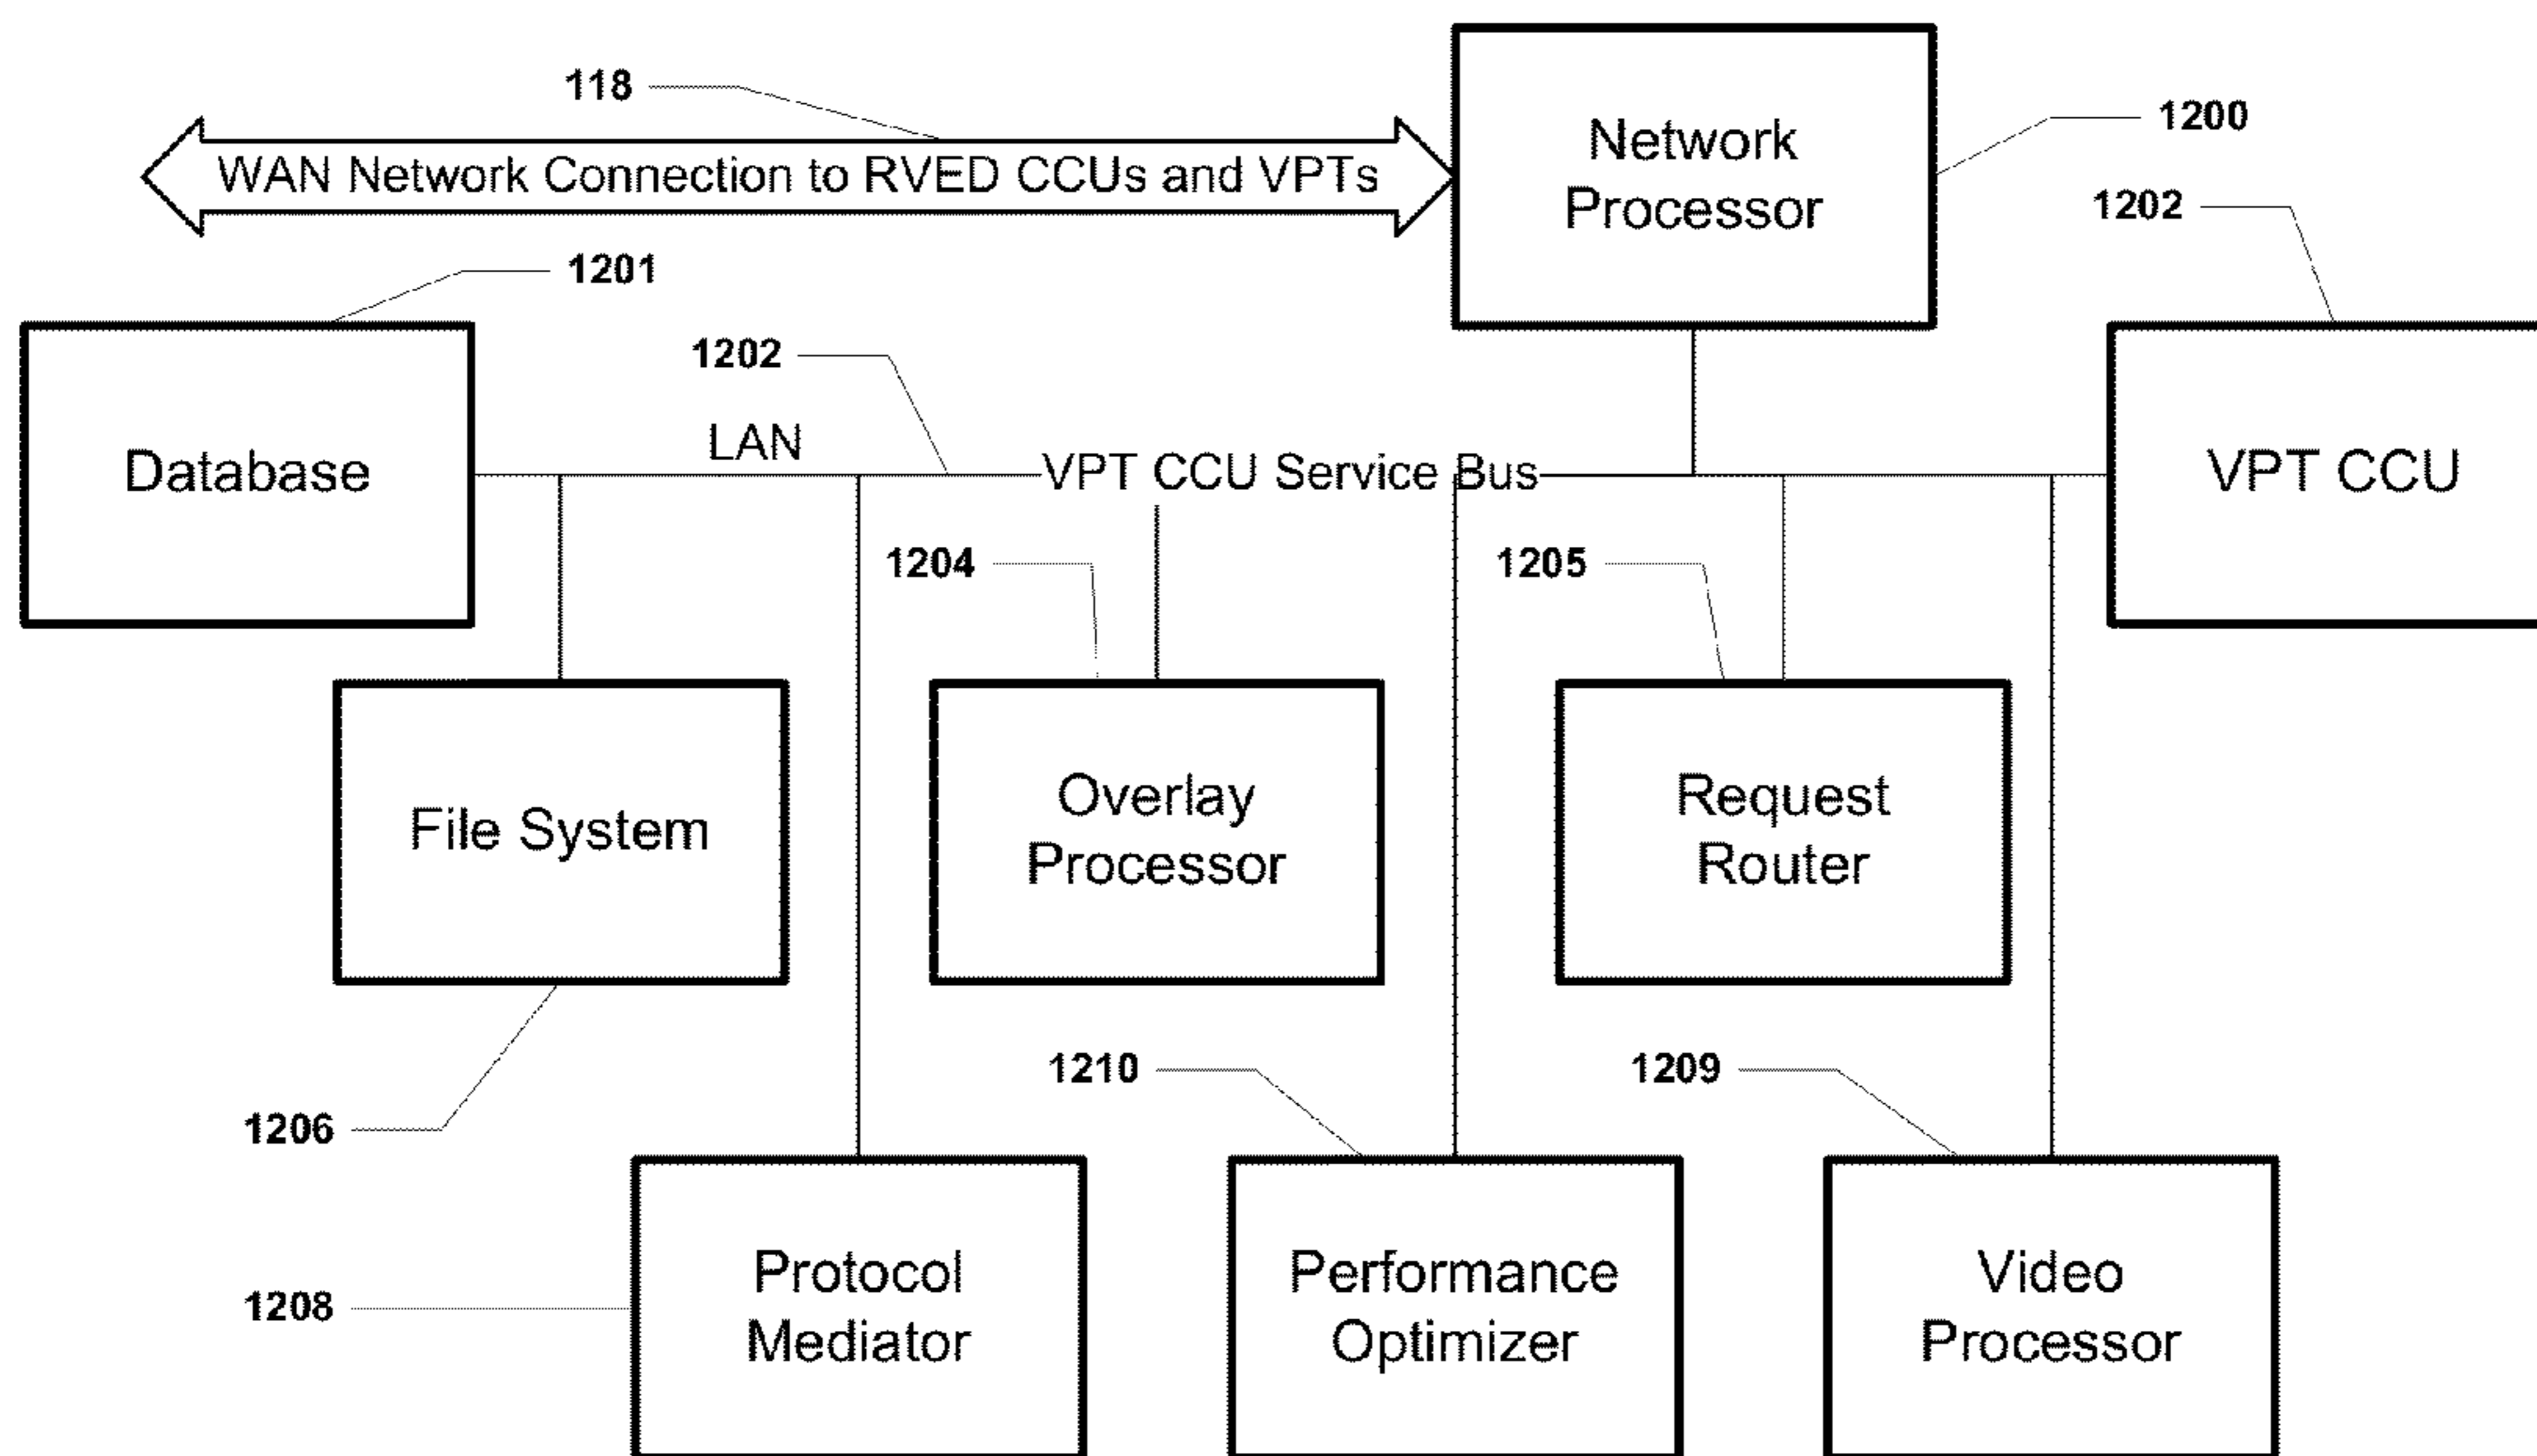 118
WAN Network Connection to RVED CCUs and VPTs
Network
Processor
1200
1202
1201
1202
Database
LAN
VPT CCU Service Bus
VPT CCU
1204
1205
File System
Overlay
Processor
Request
Router
1206
1210
1209
1208
Protocol
Mediator
Performance
Optimizer
Video
Processor